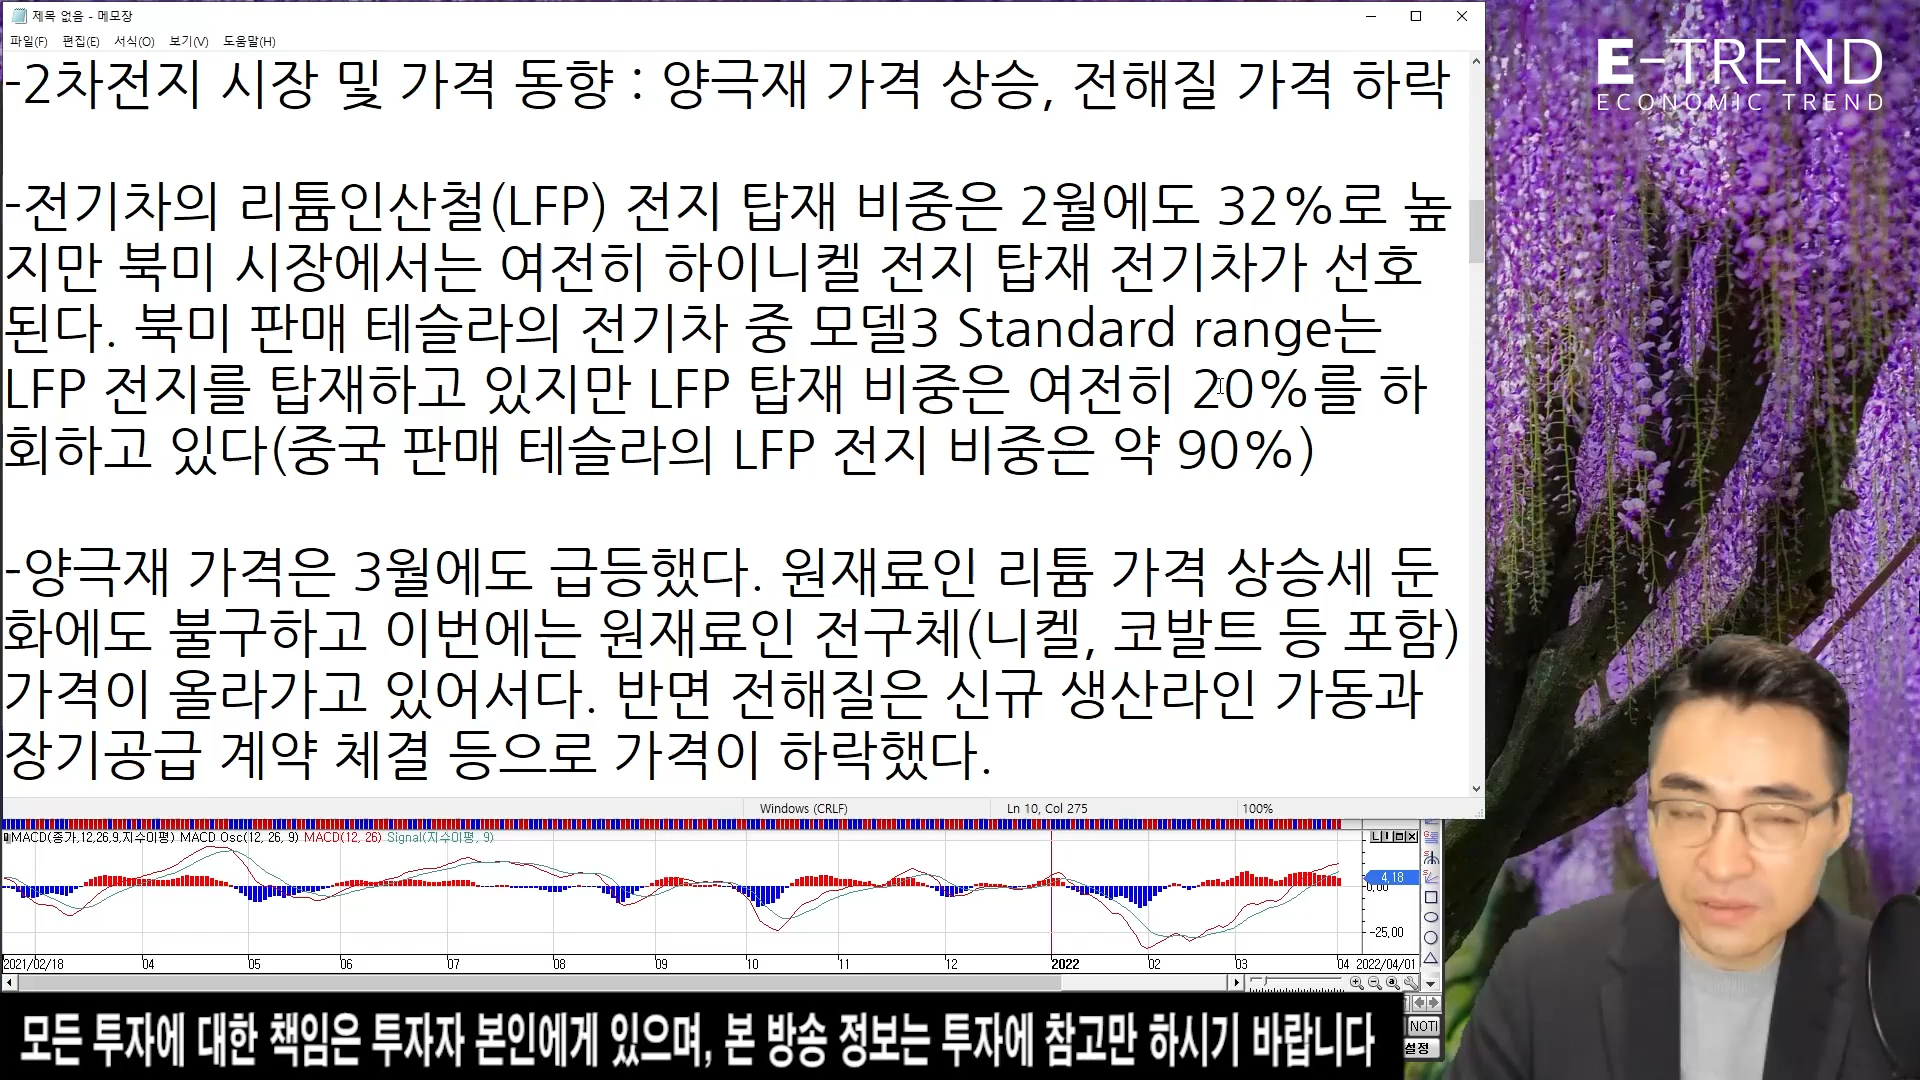 제목 없음 - 메모장
파일(F) 편집(E) 서식(O) 보기(V) 도움말(H)
E-TREND
ECONOMIC TREND
-2차전지 시장 및 가격 동향 : 양극재 가격 상승, 전해질 가격 하락
-전기차의 리튬인산철(LFP) 전지 탑재 비중은 2월에도 32%로 높
지만 북미 시장에서는 여전히 하이니켈 전지 탑재 전기차가 선호
된다. 북미 판매 테슬라의 전기차 중 모델3 Standard range는
LFP 전지를 탑재하고 있지만 LFP 탑재 비중은 여전히 20%를 하
회하고 있다(중국 판매 테슬라의 LFP 전지 비중은 약 90%)
-양극재 가격은 3월에도 급등했다. 원재료인 리튬 가격 상승세 둔
화에도 불구하고 이번에는 원재료인 전구체(니켈, 코발트 등 포함)
가격이 올라가고 있어서다. 반면 전해질은 신규 생산라인 가동과
장기공급 계약 체결 등으로 가격이 하락했다.
Windows (CRLF) Ln 10, Col 275 100%
MACD(종가,12,26,9,지수이평) MACD Osc(12, 26, 9) MACD(12, 26) Signal(지수이평, 9)
4,18
0,00
-25,00
2021/02/18 04 05 06 07 08 09 10 11 12 2022 02 03 04 2022/04/01
NOTI
설정
모든 투자에 대한 책임은 투자자 본인에게 있으며, 본 방송 정보는 투자에 참고만 하시기 바랍니다